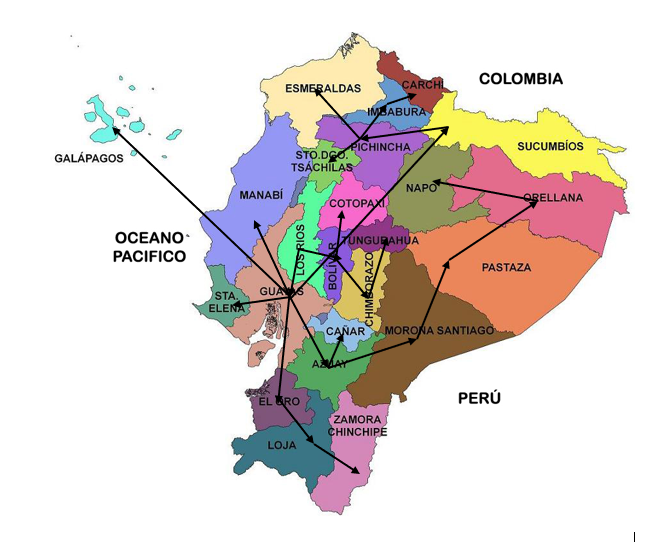 COLOMBIA
ESMERALDAS
CARCHI
IMBABURA
PICHINCHA
SUCUMBÍOS
STO.DGO.
TSÁCHILAS
GALÁPAGOS
NAPO
ORELLANA
MANABÍ
COTOPAXI
OCEANO
PACIFICO
LOS RIOS
BOLÍVAR
TUNGURAHUA
CHIMBORAZO
PASTAZA
STA.
ELENA
GUAYAS
CAÑAR
MORONA SANTIAGO
AZUAY
PERÚ
EL ORO
ZAMORA
CHINCHIPE
LOJA